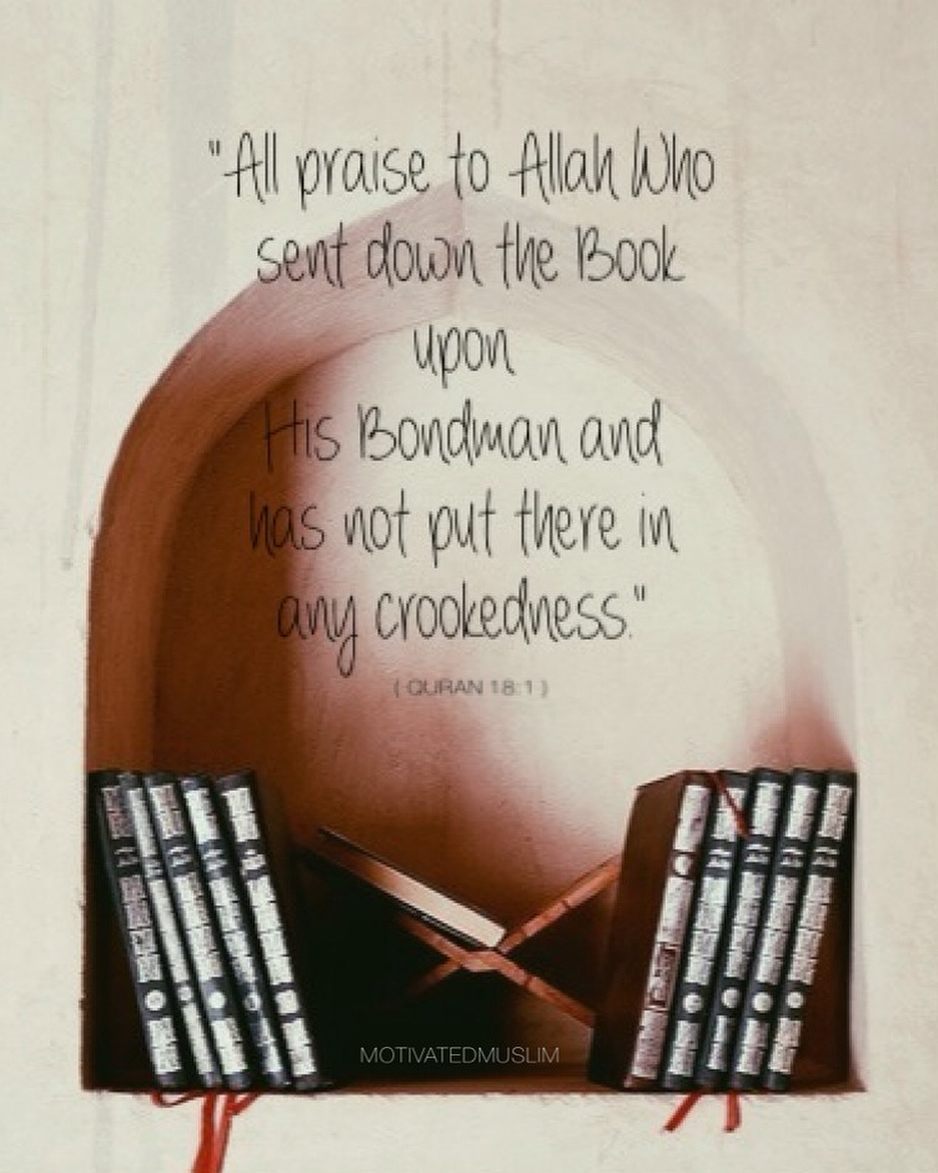 "All praise to Allah Who
sent down the Book
upon
His Bondman and
has not put there in
any crookedness."
( QURAN 18:1 )
MOTIVATEDMUSLIM